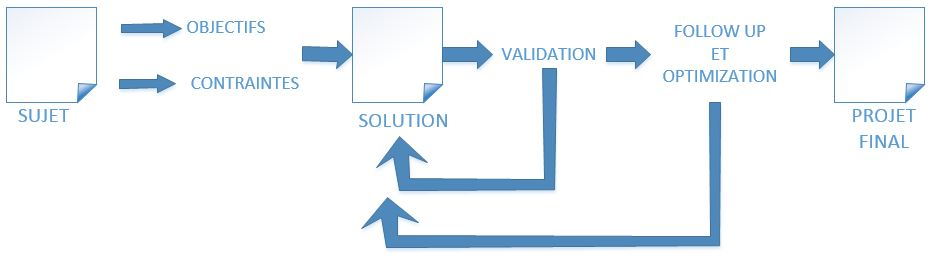 SUJET
OBJECTIFS
CONTRAINTES
SOLUTION
VALIDATION
FOLLOW UP
ET
OPTIMIZATION
PROJET
FINAL